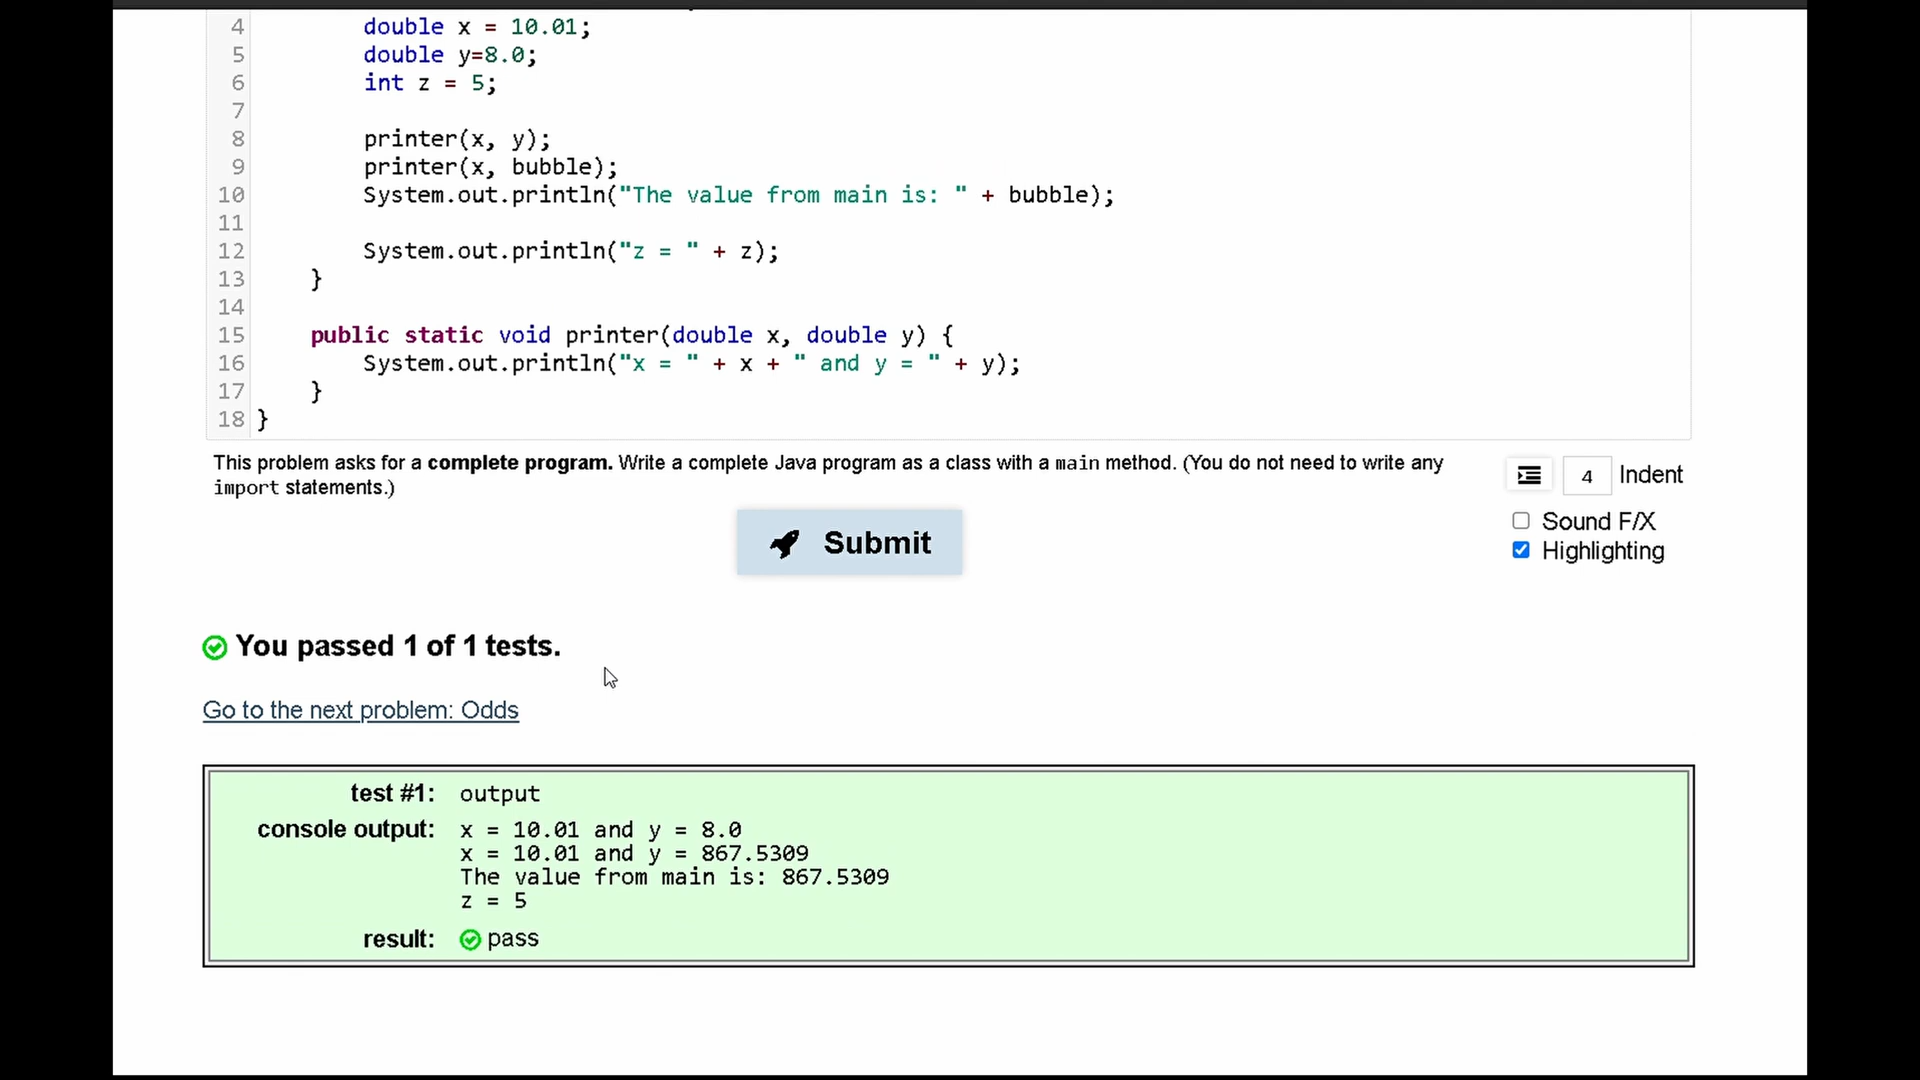 4 double x = 10.01;
5 double y=8.0;
6 int z = 5;
7
8 printer(x, y);
9 printer(x, bubble);
10 System.out.println("The value from main is: " + bubble);
11
12 System.out.println("z = " + z);
13 }
14
15 public static void printer(double x, double y) {
16 System.out.println("x = " + x + " and y = " + y);
17 }
18 }
This problem asks for a complete program. Write a complete Java program as a class with a main method. (You do not need to write any
import statements.)
4 Indent
Sound F/X
Highlighting
Submit
You passed 1 of 1 tests.
Go to the next problem: Odds
test #1: output
console output: x = 10.01 and y = 8.0
x = 10.01 and y = 867.5309
The value from main is: 867.5309
z = 5
result: pass